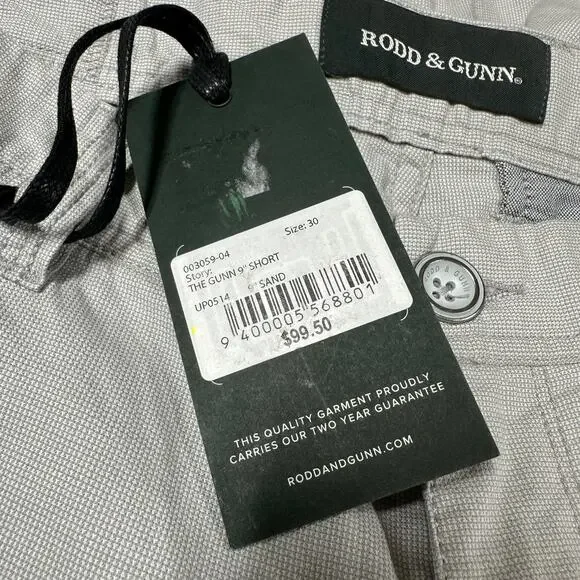 RODD & GUNN®
003059-04
Size: 30
Story:
THE GUNN 9" SHORT
UP0514
9" SAND
9 400005 568801
$99.50
RODD & GUNN
THIS QUALITY GARMENT PROUDLY
CARRIES OUR TWO YEAR GUARANTEE
RODDANDGUNN.COM